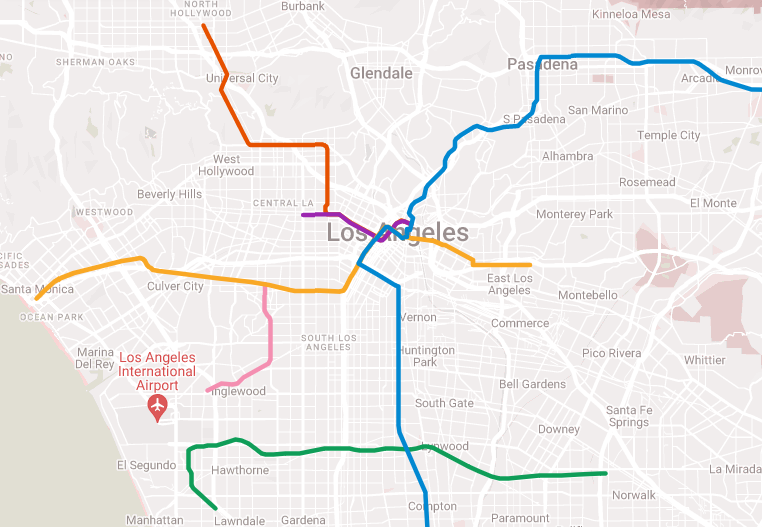 NORTH
HOLLYWOOD
Burbank
Kinneloa Mesa
NO
SHERMAN OAKS
Universal City
Glendale
Pasadena
Arcadia
Monrov
San Marino
S Pasadena
Temple City
West
Hollywood
Alhambra
Rosemead
Beverly Hills
CENTRAL LA
El Monte
WESTWOOD
Monterey Park
Los Angeles
CIFIC
SADES
Santa Monica
Culver City
East Los
Angeles
Montebello
OCEAN PARK
Vernon
Commerce
SOUTH LOS
ANGELES
Marina
Del Rey
Los Angeles
International
Airport
Huntington
Park
Pico Rivera
Whittier
Inglewood
Bell Gardens
South Gate
Santa Fe
Springs
Downey
Lynwood
El Segundo
Hawthorne
La Mirada
Norwalk
Compton
Manhattan
Lawndale
Gardena
Paramount